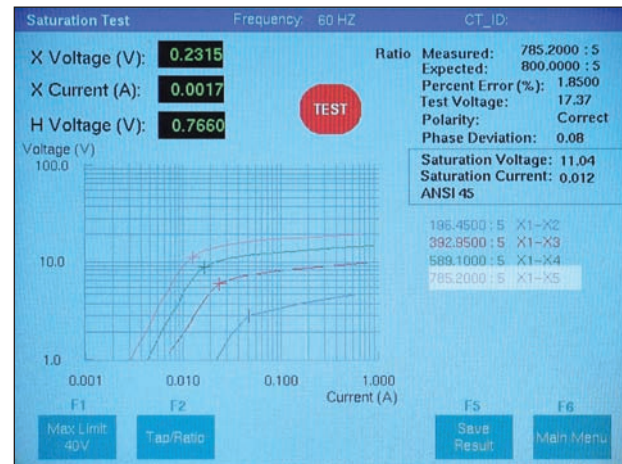 Saturation Test Frequency: 60 HZ CT_ID:
X Voltage (V): 0.2315
X Current (A): 0.0017
H Voltage (V): 0.7660
TEST
Ratio Measured: 785.2000 : 5
Expected: 800.0000 : 5
Percent Error (%): 1.8500
Test Voltage: 17.37
Polarity: Correct
Phase Deviation: 0.08
Saturation Voltage: 11.04
Saturation Current: 0.012
ANSI 45
196.4500 : 5 X1-X2
392.8500 : 5 X1-X3
589.1000 : 5 X1-X4
785.2000 : 5 X1-X5
Voltage (V)
100.0
10.0
1.0
0.001 0.010 0.100 1.000
Current (A)
F1 F2 F5 F6
Max Limit
40V
Tap/Ratio
Save
Result
Main Menu